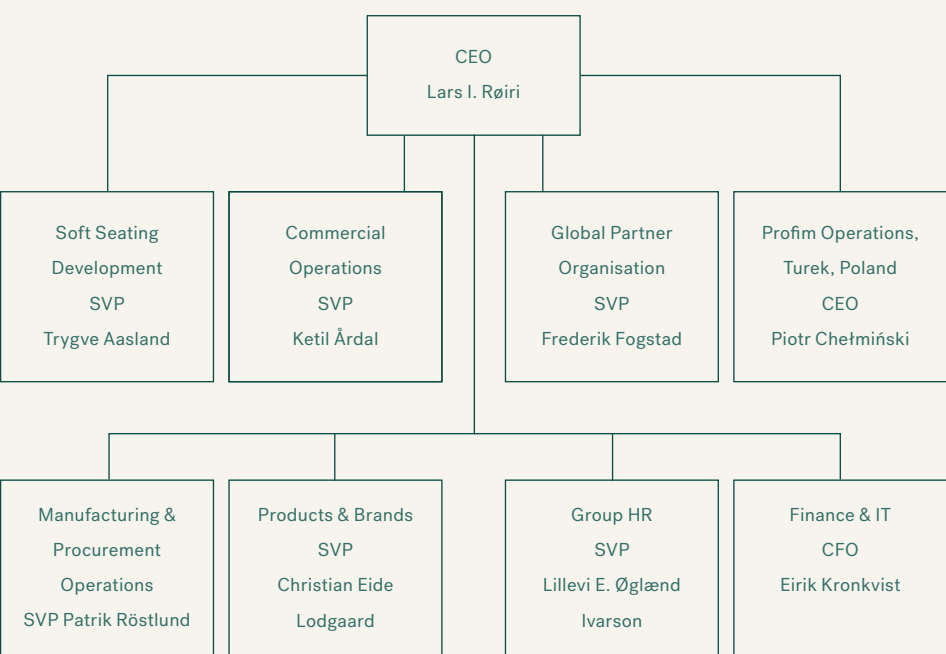 CEO
Lars I. Røiri
Soft Seating
Development
SVP
Trygve Aasland
Commercial
Operations
SVP
Ketil Årdal
Global Partner
Organisation
SVP
Frederik Fogstad
Profim Operations,
Turek, Poland
CEO
Piotr Chełmiński
Manufacturing &
Procurement
Operations
SVP Patrik Röstlund
Products & Brands
SVP
Christian Eide
Lodgaard
Group HR
SVP
Lillevi E. Øglænd
Ivarson
Finance & IT
CFO
Eirik Kronkvist